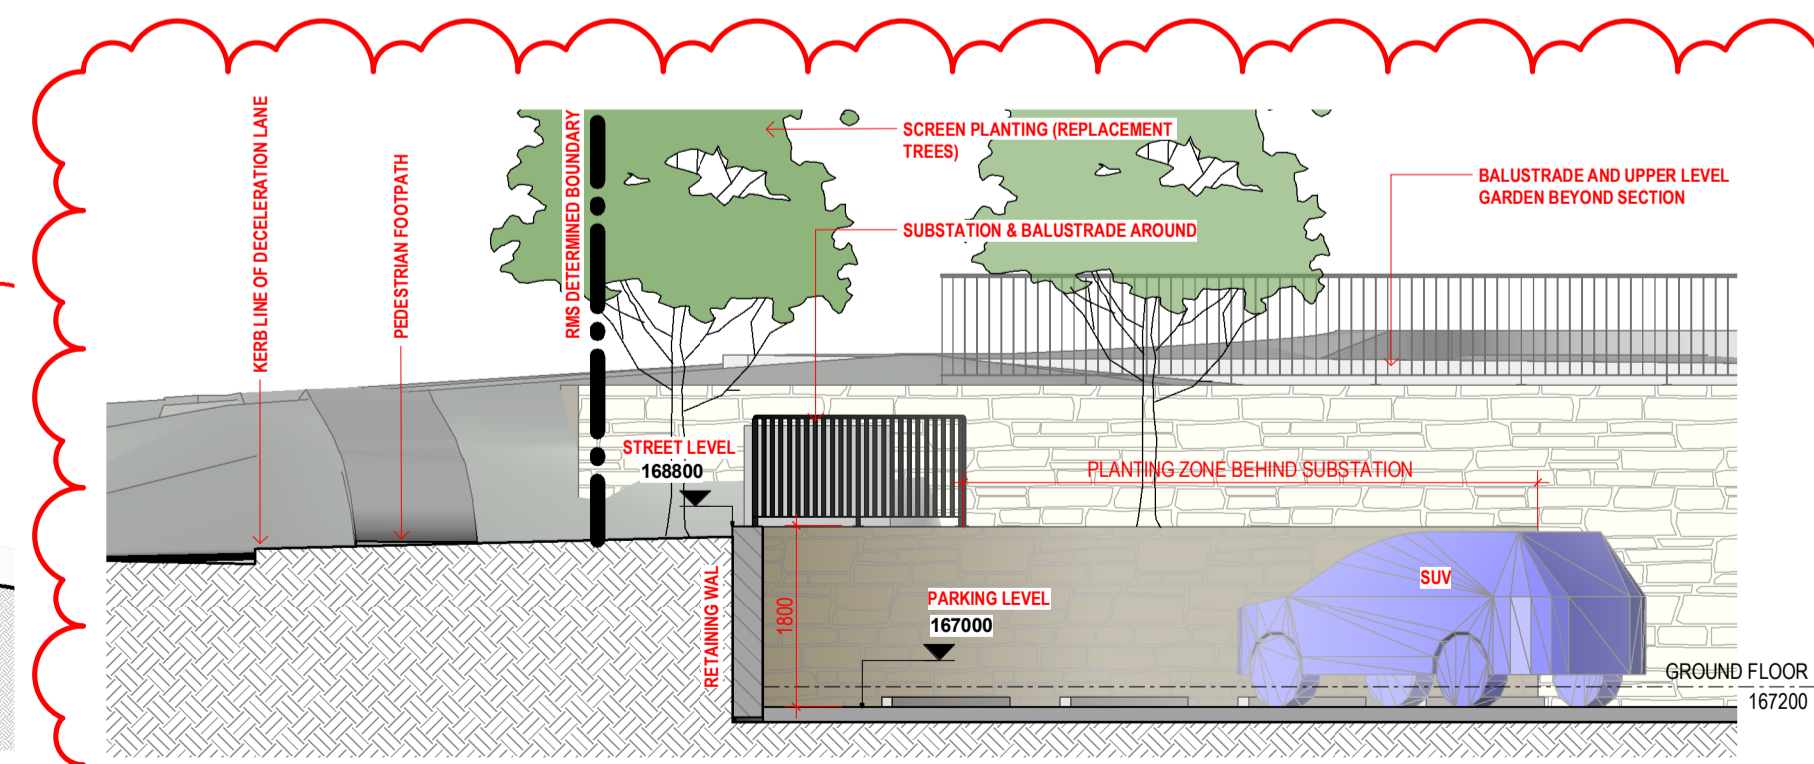 KERB LINE OF DECELERATION LANE
PEDESTRIAN FOOTPATH
RMS DETERMINED BOUNDARY
SCREEN PLANTING (REPLACEMENT
TREES)
SUBSTATION & BALUSTRADE AROUND
BALUSTRADE AND UPPER LEVEL
GARDEN BEYOND SECTION
STREET LEVEL
168800
PLANTING ZONE BEHIND SUBSTATION
RETAINING WAL
1800
PARKING LEVEL
167000
SUV
GROUND FLOOR
167200